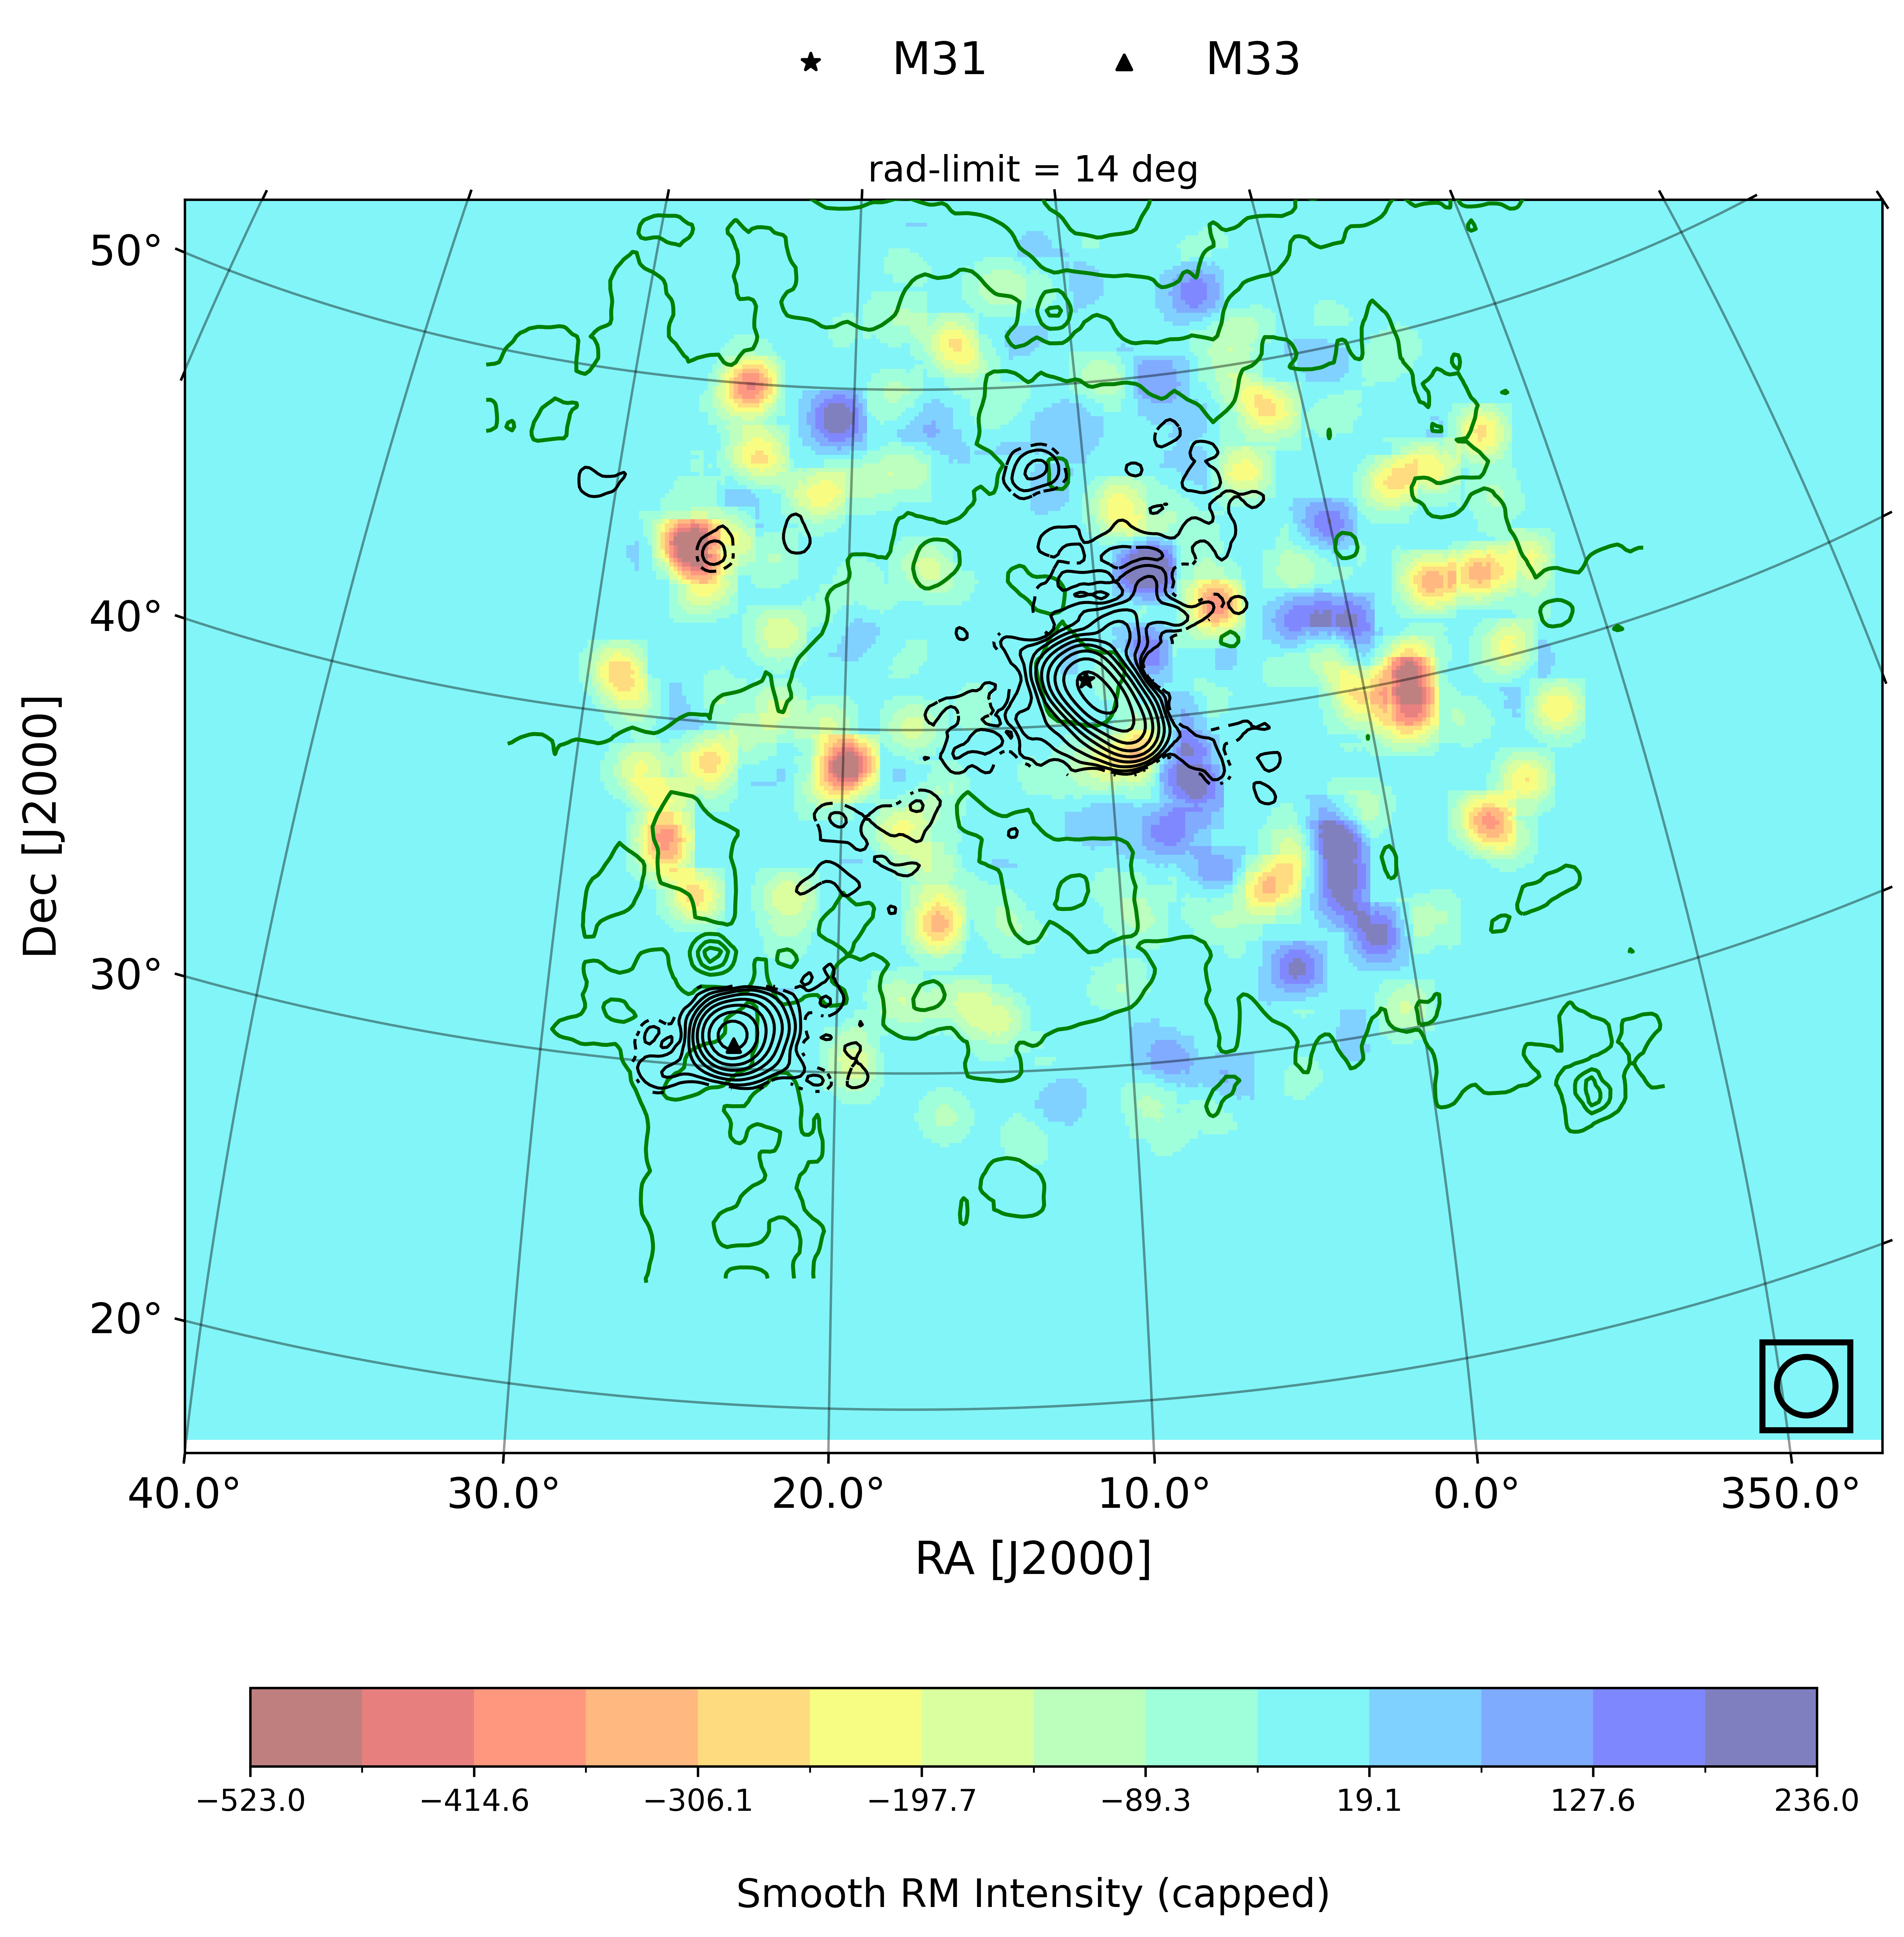 M31 M33
rad-limit = 14 deg
50°
40°
30°
20°
Dec [J2000]
40.0° 30.0° 20.0° 10.0° 0.0° 350.0°
RA [J2000]
−523.0 −414.6 −306.1 −197.7 −89.3 19.1 127.6 236.0
Smooth RM Intensity (capped)